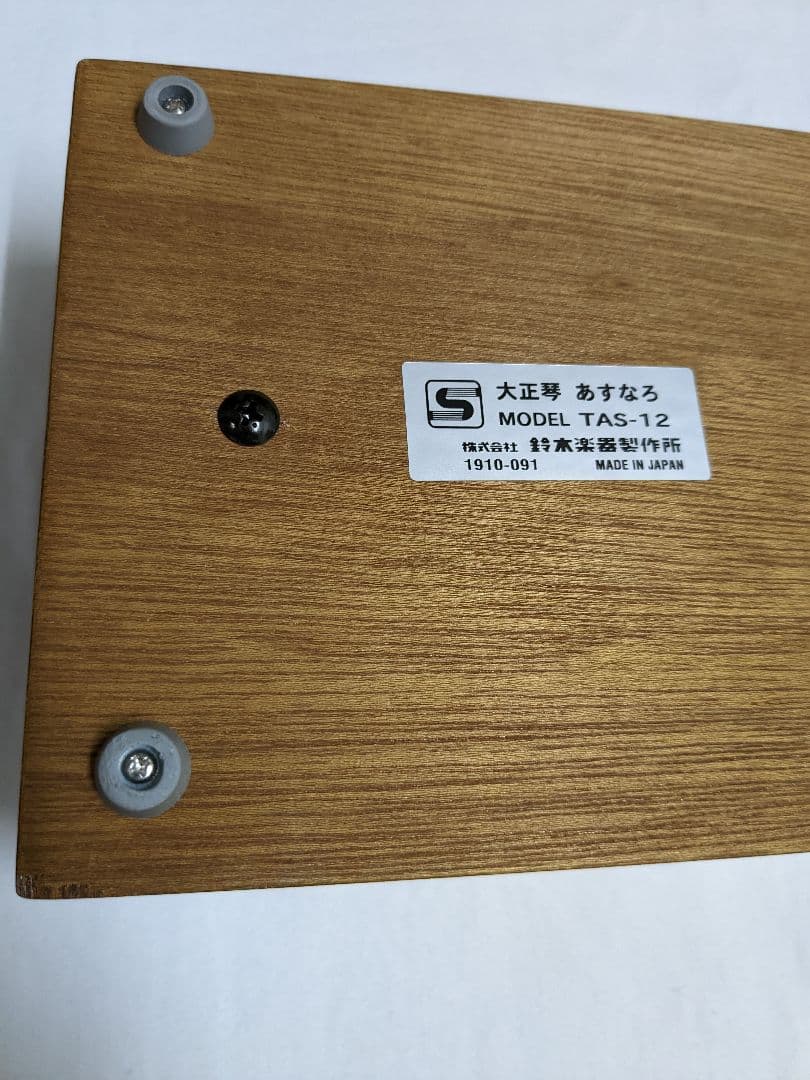 大正琴 あすなろ
MODEL TAS-12
株式会社 鈴木楽器製作所
1910-091 MADE IN JAPAN